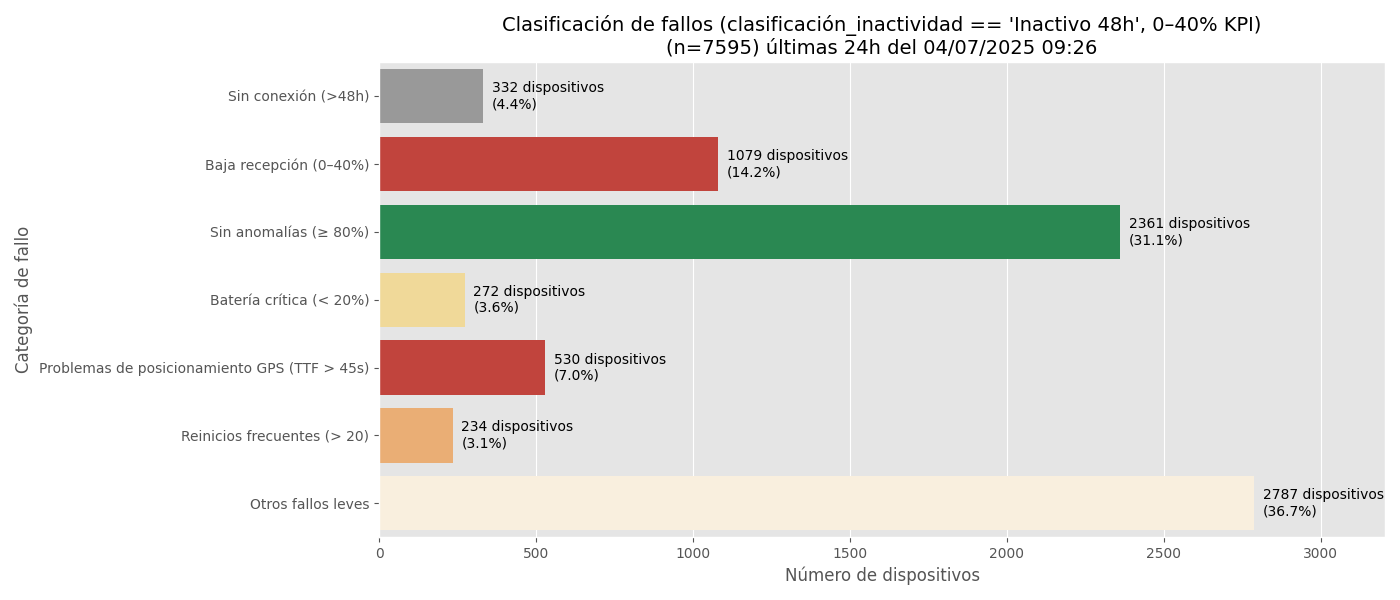 Clasificación de fallos (clasificación_inactividad == 'Inactivo 48h', 0–40% KPI)
(n=7595) últimas 24h del 04/07/2025 09:26
Categoría de fallo
Sin conexión (>48h)
332 dispositivos
(4.4%)
Baja recepción (0–40%)
1079 dispositivos
(14.2%)
Sin anomalías (≥ 80%)
2361 dispositivos
(31.1%)
Batería crítica (< 20%)
272 dispositivos
(3.6%)
Problemas de posicionamiento GPS (TTF > 45s)
530 dispositivos
(7.0%)
Reinicios frecuentes (> 20)
234 dispositivos
(3.1%)
Otros fallos leves
2787 dispositivos
(36.7%)
0 500 1000 1500 2000 2500 3000
Número de dispositivos